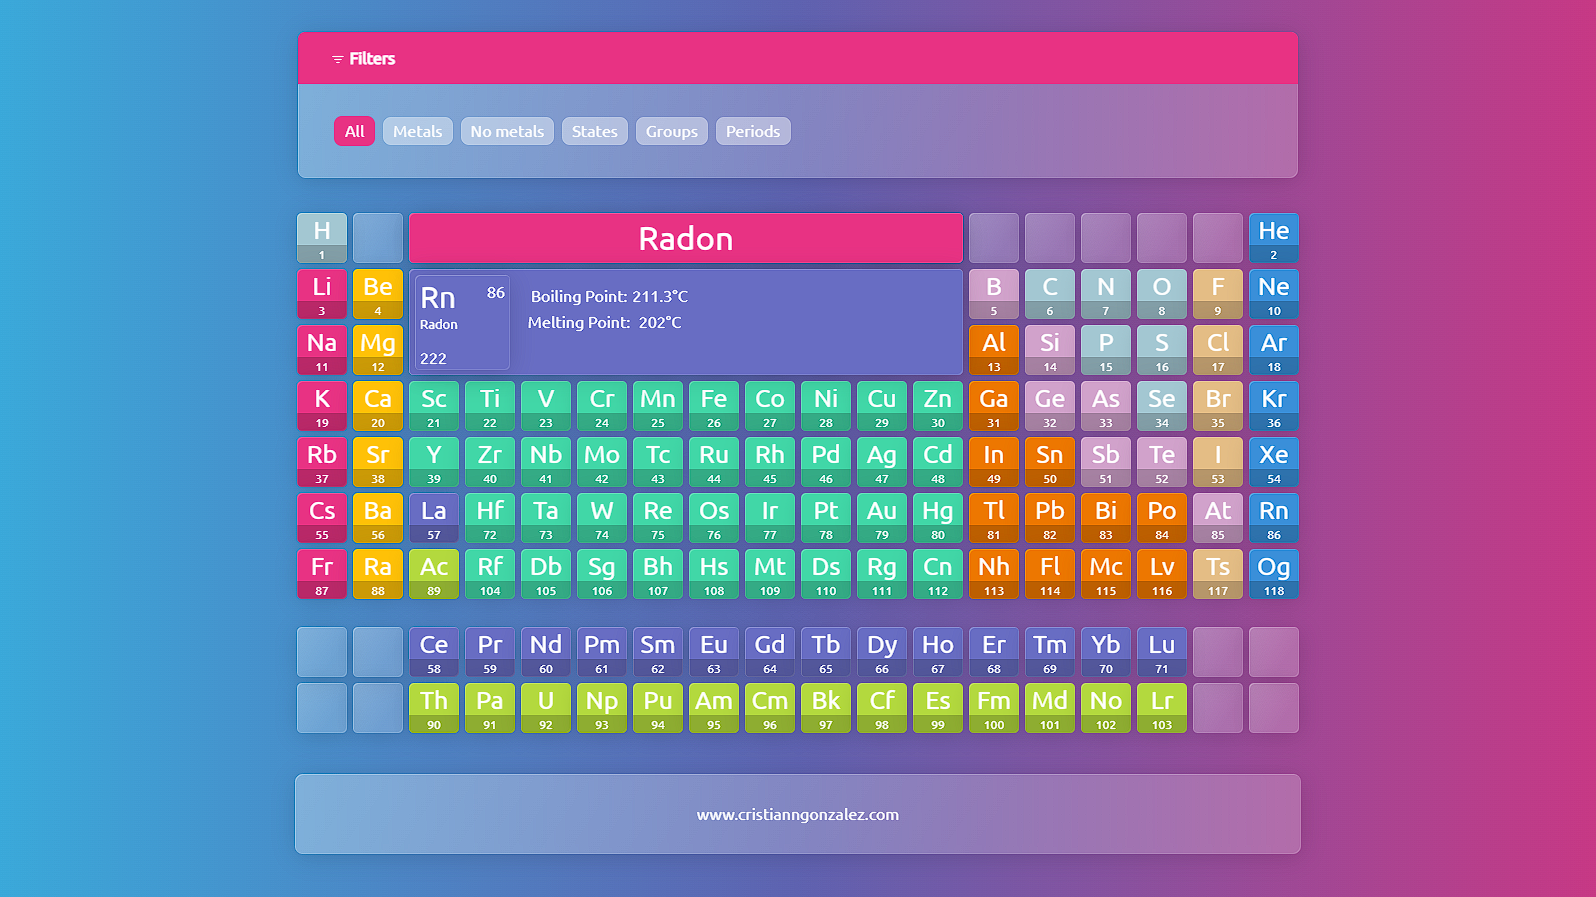 Filters
All Metals No metals States Groups Periods
H Radon He
1 2
Li Be Rn 86 Boiling Point: 211.3°C B C N O F Ne
3 4 Radon Melting Point: 202°C 5 6 7 8 9 10
Na Mg 222 Al Si P S Cl Ar
11 12 13 14 15 16 17 18
K Ca Sc Ti V Cr Mn Fe Co Ni Cu Zn Ga Ge As Se Br Kr
19 20 21 22 23 24 25 26 27 28 29 30 31 32 33 34 35 36
Rb Sr Y Zr Nb Mo Tc Ru Rh Pd Ag Cd In Sn Sb Te I Xe
37 38 39 40 41 42 43 44 45 46 47 48 49 50 51 52 53 54
Cs Ba La Hf Ta W Re Os Ir Pt Au Hg Tl Pb Bi Po At Rn
55 56 57 72 73 74 75 76 77 78 79 80 81 82 83 84 85 86
Fr Ra Ac Rf Db Sg Bh Hs Mt Ds Rg Cn Nh Fl Mc Lv Ts Og
87 88 89 104 105 106 107 108 109 110 111 112 113 114 115 116 117 118
Ce Pr Nd Pm Sm Eu Gd Tb Dy Ho Er Tm Yb Lu
58 59 60 61 62 63 64 65 66 67 68 69 70 71
Th Pa U Np Pu Am Cm Bk Cf Es Fm Md No Lr
90 91 92 93 94 95 96 97 98 99 100 101 102 103
www.cristianngonzalez.com